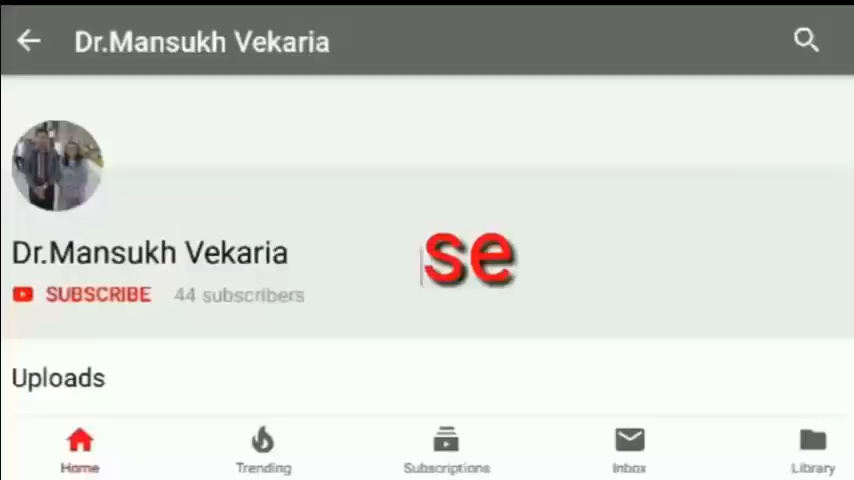 Dr.Mansukh Vekaria
Dr.Mansukh Vekaria
se
SUBSCRIBE 44 subscribers
Uploads
Home Trending Subscriptions Inbox Library